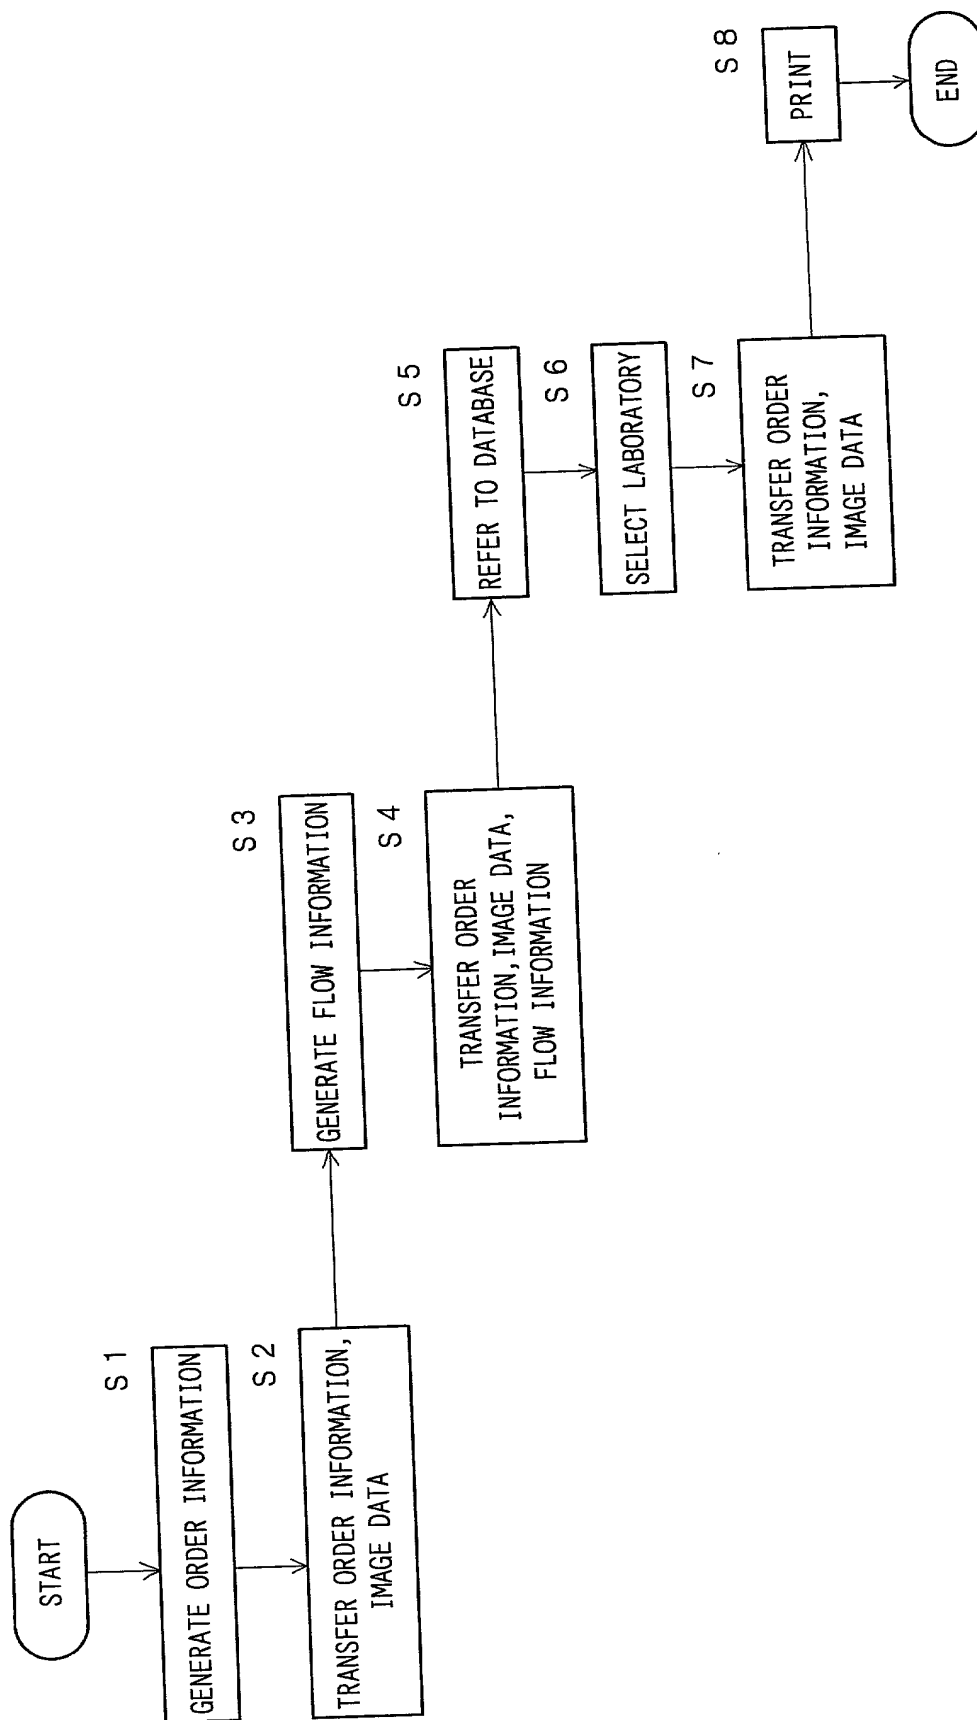 START
S 1
GENERATE ORDER INFORMATION
S 2
TRANSFER ORDER INFORMATION,
IMAGE DATA
S 3
GENERATE FLOW INFORMATION
S 4
TRANSFER ORDER
INFORMATION,IMAGE DATA,
FLOW INFORMATION
S 5
REFER TO DATABASE
S 6
SELECT LABORATORY
S 7
TRANSFER ORDER
INFORMATION,
IMAGE DATA
S 8
PRINT
END